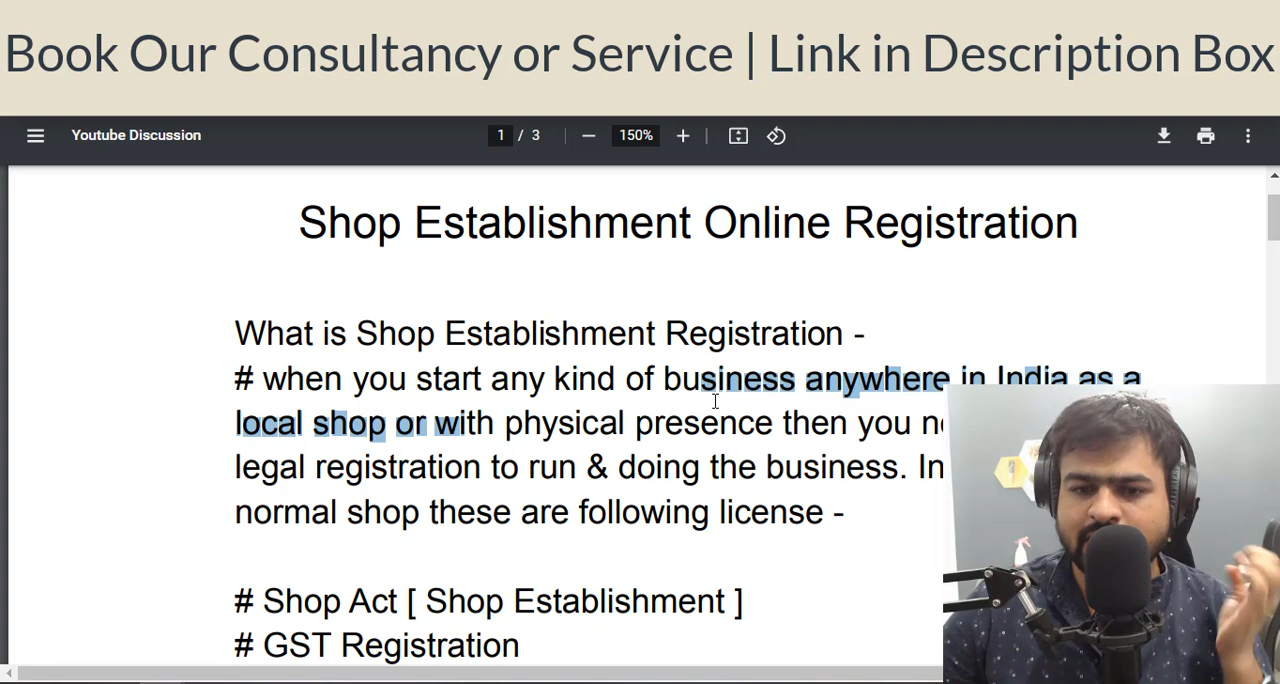 Book Our Consultancy or Service | Link in Description Box
Youtube Discussion
1 / 3
150%
Shop Establishment Online Registration
What is Shop Establishment Registration -
# when you start any kind of business anywhere in India as a
local shop or with physical presence then you
legal registration to run & doing the business. In
normal shop these are following license -
# Shop Act [ Shop Establishment ]
# GST Registration